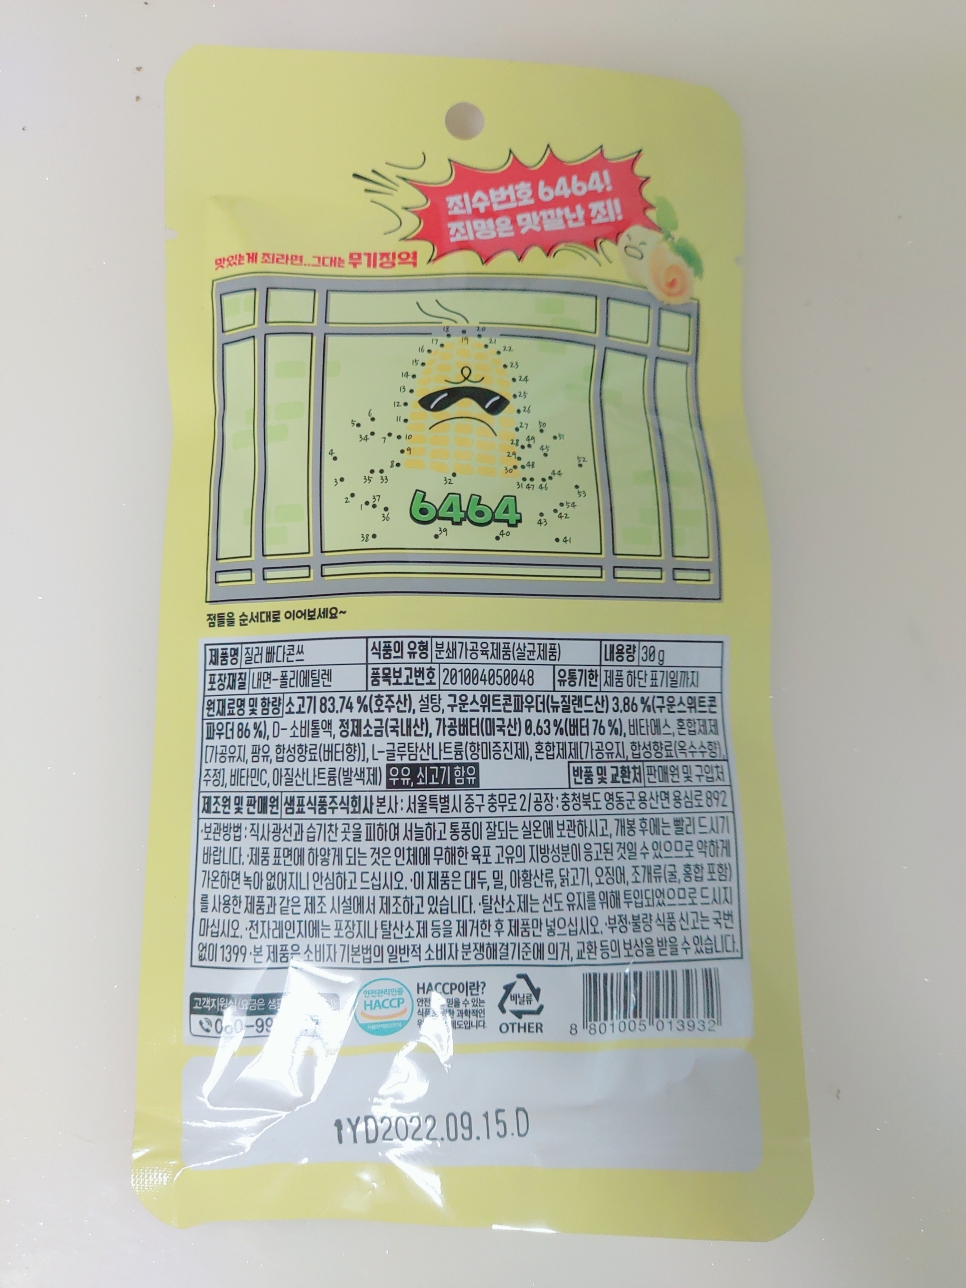 죄수번호 6464!
죄명은 맛깔난 죄!
맛있는게 죄라면..그대는 무기징역
6464
점들을 순서대로 이어보세요~
제품명 질러 빠다콘쓰 식품의 유형 분쇄가공육제품(살균제품) 내용량 30g
포장재질 내면-폴리에틸렌 품목보고번호 201004050048 유통기한 제품 하단 표기일까지
원재료명 및 함량 소고기 83.74 %(호주산), 설탕, 구운스위트콘파우더(뉴질랜드산) 3.86 %(구운스위트콘
파우더 86 %), D- 소비톨액, 정제소금(국내산), 가공버터(미국산) 0.63 %(버터 76 %), 비타에스, 혼합제제
[가공유지, 팜유, 합성향료(버터향)], L-글루탐산나트륨(향미증진제), 혼합제제[가공유지, 합성향료(옥수수향),
주정], 비타민C, 아질산나트륨(발색제) 우유, 쇠고기 함유 반품 및 교환처 판매원 및 구입처
제조원 및 판매원 샘표식품주식회사 본사 : 서울특별시 중구 충무로 2/ 공장 : 충청북도 영동군 용산면 용심로 892
·보관방법 : 직사광선과 습기찬 곳을 피하여 서늘하고 통풍이 잘되는 실온에 보관하시고, 개봉 후에는 빨리 드시기
바랍니다. ·제품 표면에 하얗게 되는 것은 인체에 무해한 육포 고유의 지방성분이 응고된 것일 수 있으므로 약하게
가온하면 녹아 없어지니 안심하고 드십시오. ·이 제품은 대두, 밀, 아황산류, 닭고기, 오징어, 조개류(굴, 홍합 포함)
를 사용한 제품과 같은 제조 시설에서 제조하고 있습니다. ·탈산소제는 선도 유지를 위해 투입되었으므로 드시지
마십시오. ·전자레인지에는 포장지나 탈산소제 등을 제거한 후 제품만 넣으십시오. ·부정·불량 식품 신고는 국번
없이 1399 ·본 제품은 소비자 기본법의 일반적 소비자 분쟁해결기준에 의거, 교환 등의 보상을 받을 수 있습니다.
고객지원실
안전관리인증
HACCP
HACCP이란?
믿을 수 있는
과학적인
비닐류
OTHER
8 801005 013932
1YD2022.09.15.D